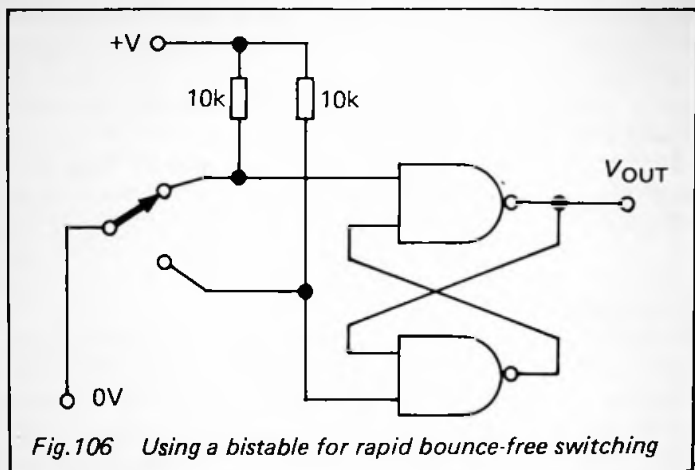 +V
10k
10k
VOUT
0V
Fig.106 Using a bistable for rapid bounce-free switching